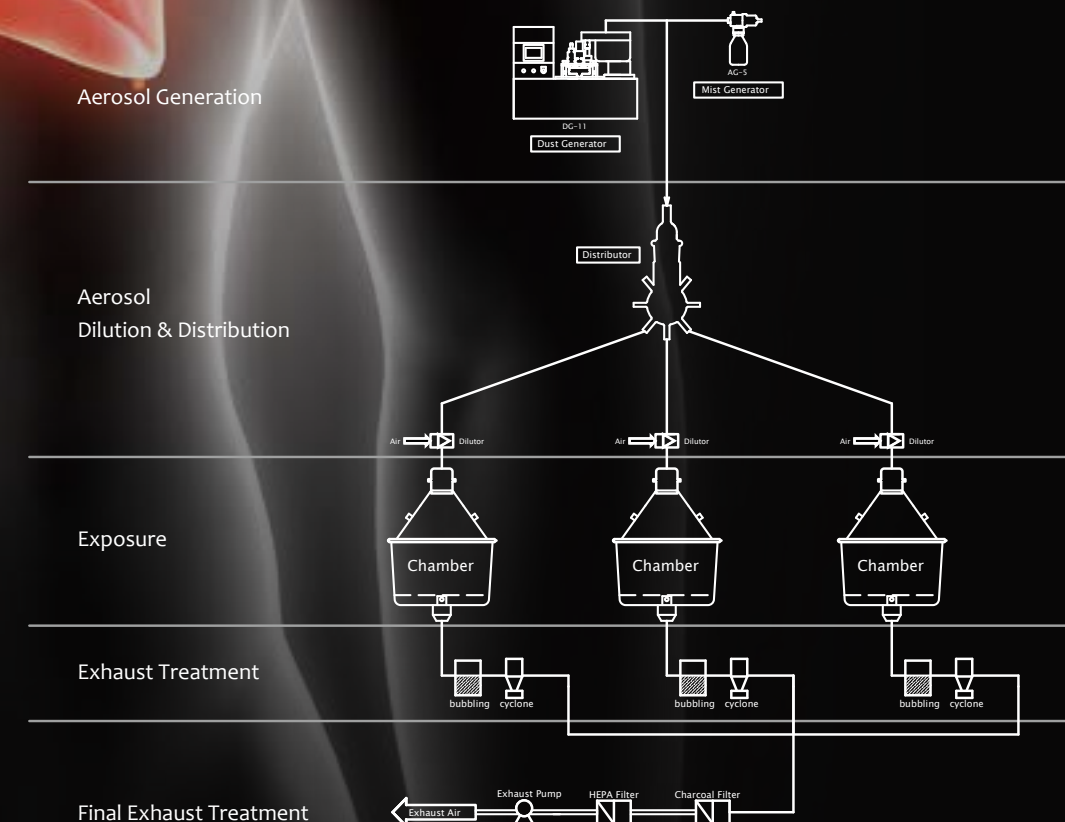 Aerosol Generation
AG-5
Mist Generator
DG-11
Dust Generator
Aerosol
Dilution & Distribution
Distributor
Air Dilutor Air Dilutor Air Dilutor
Exposure
Chamber Chamber Chamber
Exhaust Treatment
bubbling cyclone bubbling cyclone bubbling cyclone
Final Exhaust Treatment
Exhaust Air
Exhaust Pump
HEPA Filter
Charcoal Filter